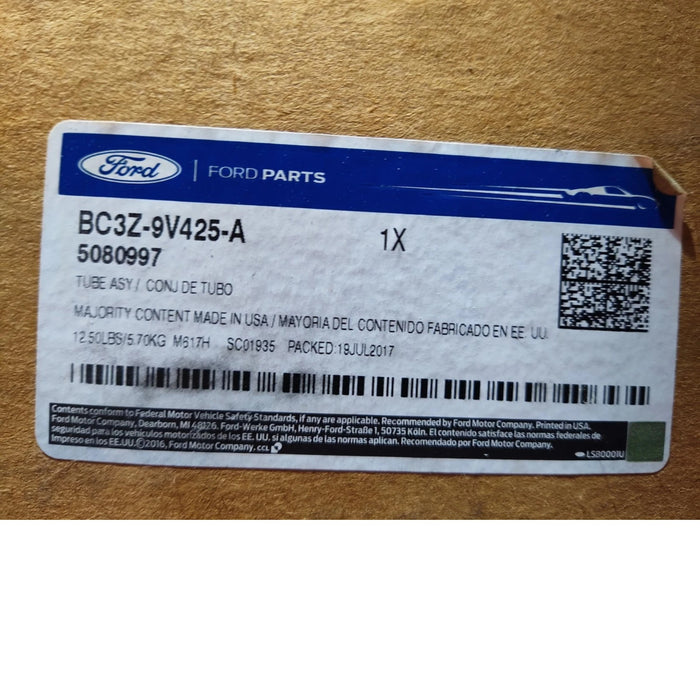 Ford | FORD PARTS
BC3Z-9V425-A 1X
5080997
TUBE ASY / CONJ DE TUBO
MAJORITY CONTENT MADE IN USA / MAYORIA DEL CONTENIDO FABRICADO EN EE. UU.
12.50LBS/5.70KG M617H SC01935 PACKED:19JUL2017
Contents conform to Federal Motor Vehicle Safety Standards, if any are applicable. Recommended by Ford Motor Company. Printed in USA.
Ford Motor Company, Dearborn, MI 48126. Ford-Werke GmbH, Henry-Ford-Straße 1, 50735 Köln. El contenido satisface las normas federales de
seguridad para los vehículos motorizados de los EE. UU. si algunas de las normas aplican. Recomendado por Ford Motor Company.
Impreso en los EE.UU.©2016, Ford Motor Company. CCL
LSB0001U